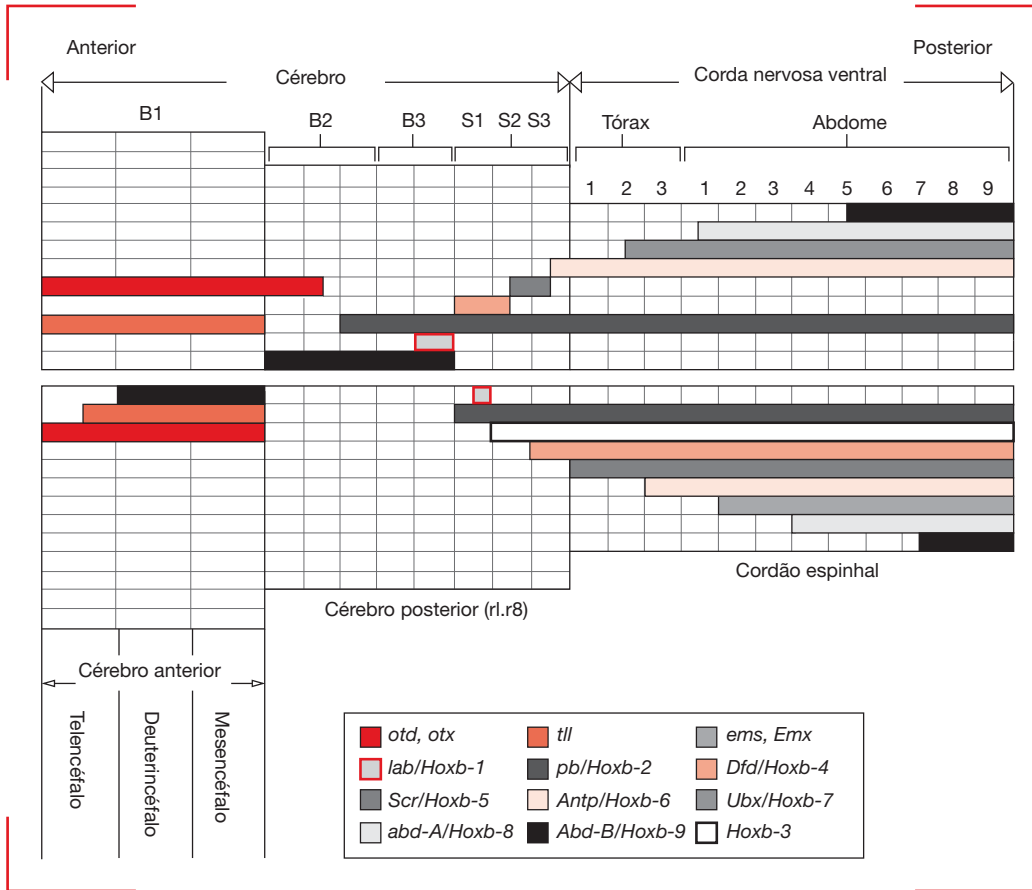 Anterior
Posterior
Cérebro
Corda nervosa ventral
B1
B2
B3
S1 S2 S3
Tórax
Abdome
1 2 3 1 2 3 4 5 6 7 8 9
Cordão espinhal
Cérebro posterior (rl.r8)
Cérebro anterior
Telencéfalo
Deuterincéfalo
Mesencéfalo
otd, otx
tll
ems, Emx
lab/Hoxb-1
pb/Hoxb-2
Dfd/Hoxb-4
Scr/Hoxb-5
Antp/Hoxb-6
Ubx/Hoxb-7
abd-A/Hoxb-8
Abd-B/Hoxb-9
Hoxb-3